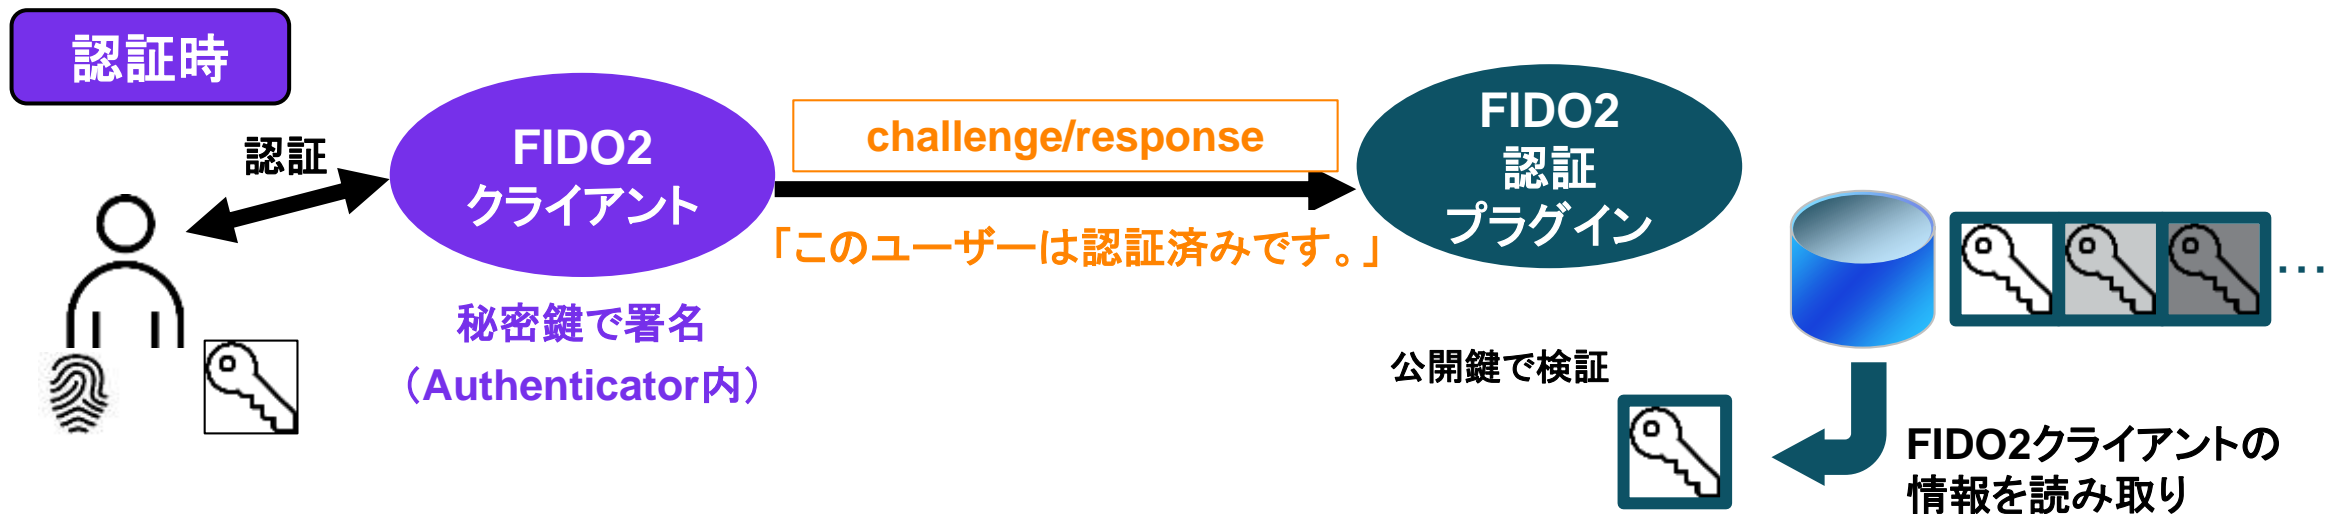 認証時
認証
FIDO2
クライアント
challenge/response
「このユーザーは認証済みです。」
FIDO2
認証
プラグイン
秘密鍵で署名
（Authenticator内）
公開鍵で検証
…
FIDO2クライアントの
情報を読み取り